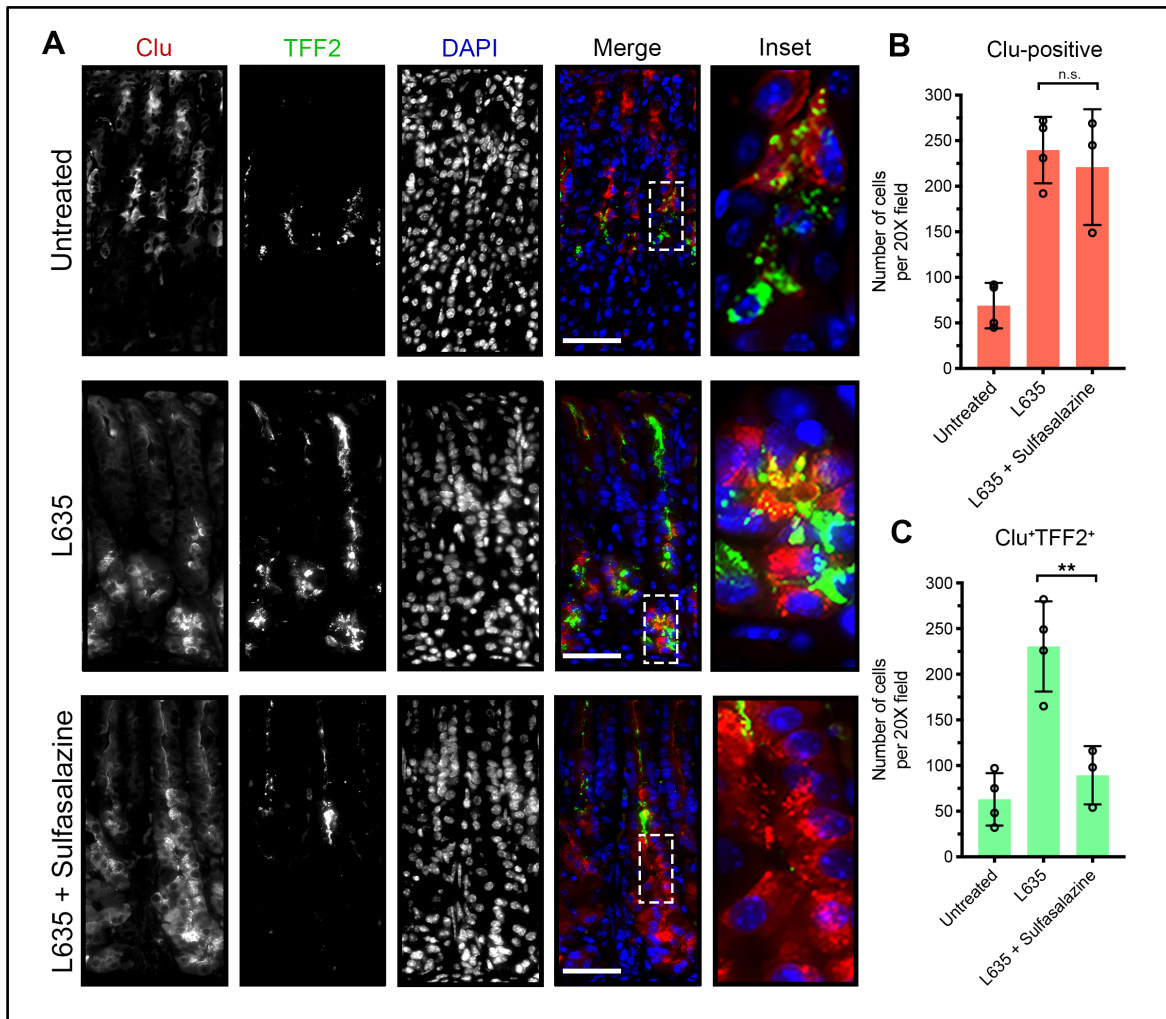 A
Clu
TFF2
DAPI
Merge
Inset
Untreated
L635
L635 + Sulfasalazine
B
Clu-positive
n.s.
Number of cells
per 20X field
300
250
200
150
100
50
0
Untreated
L635
L635 + Sulfasalazine
C
Clu⁺TFF2⁺
**
Number of cells
per 20X field
300
250
200
150
100
50
0
Untreated
L635
L635 + Sulfasalazine